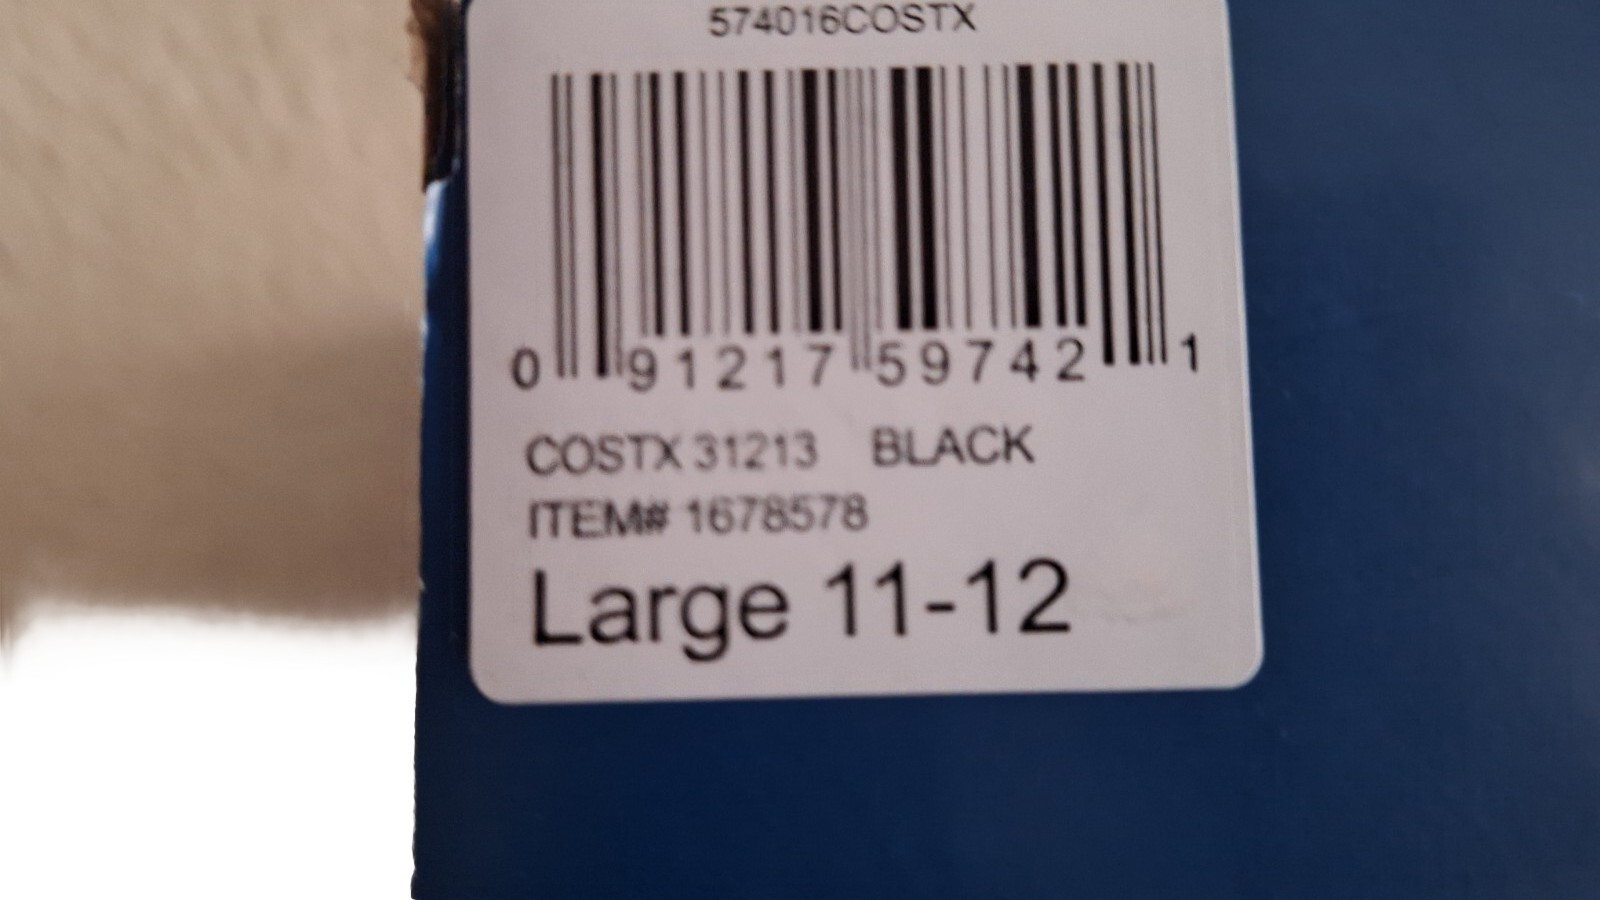 574016COSTX
0 91217 59742 1
COSTX 31213 BLACK
ITEM# 1678578
Large 11-12